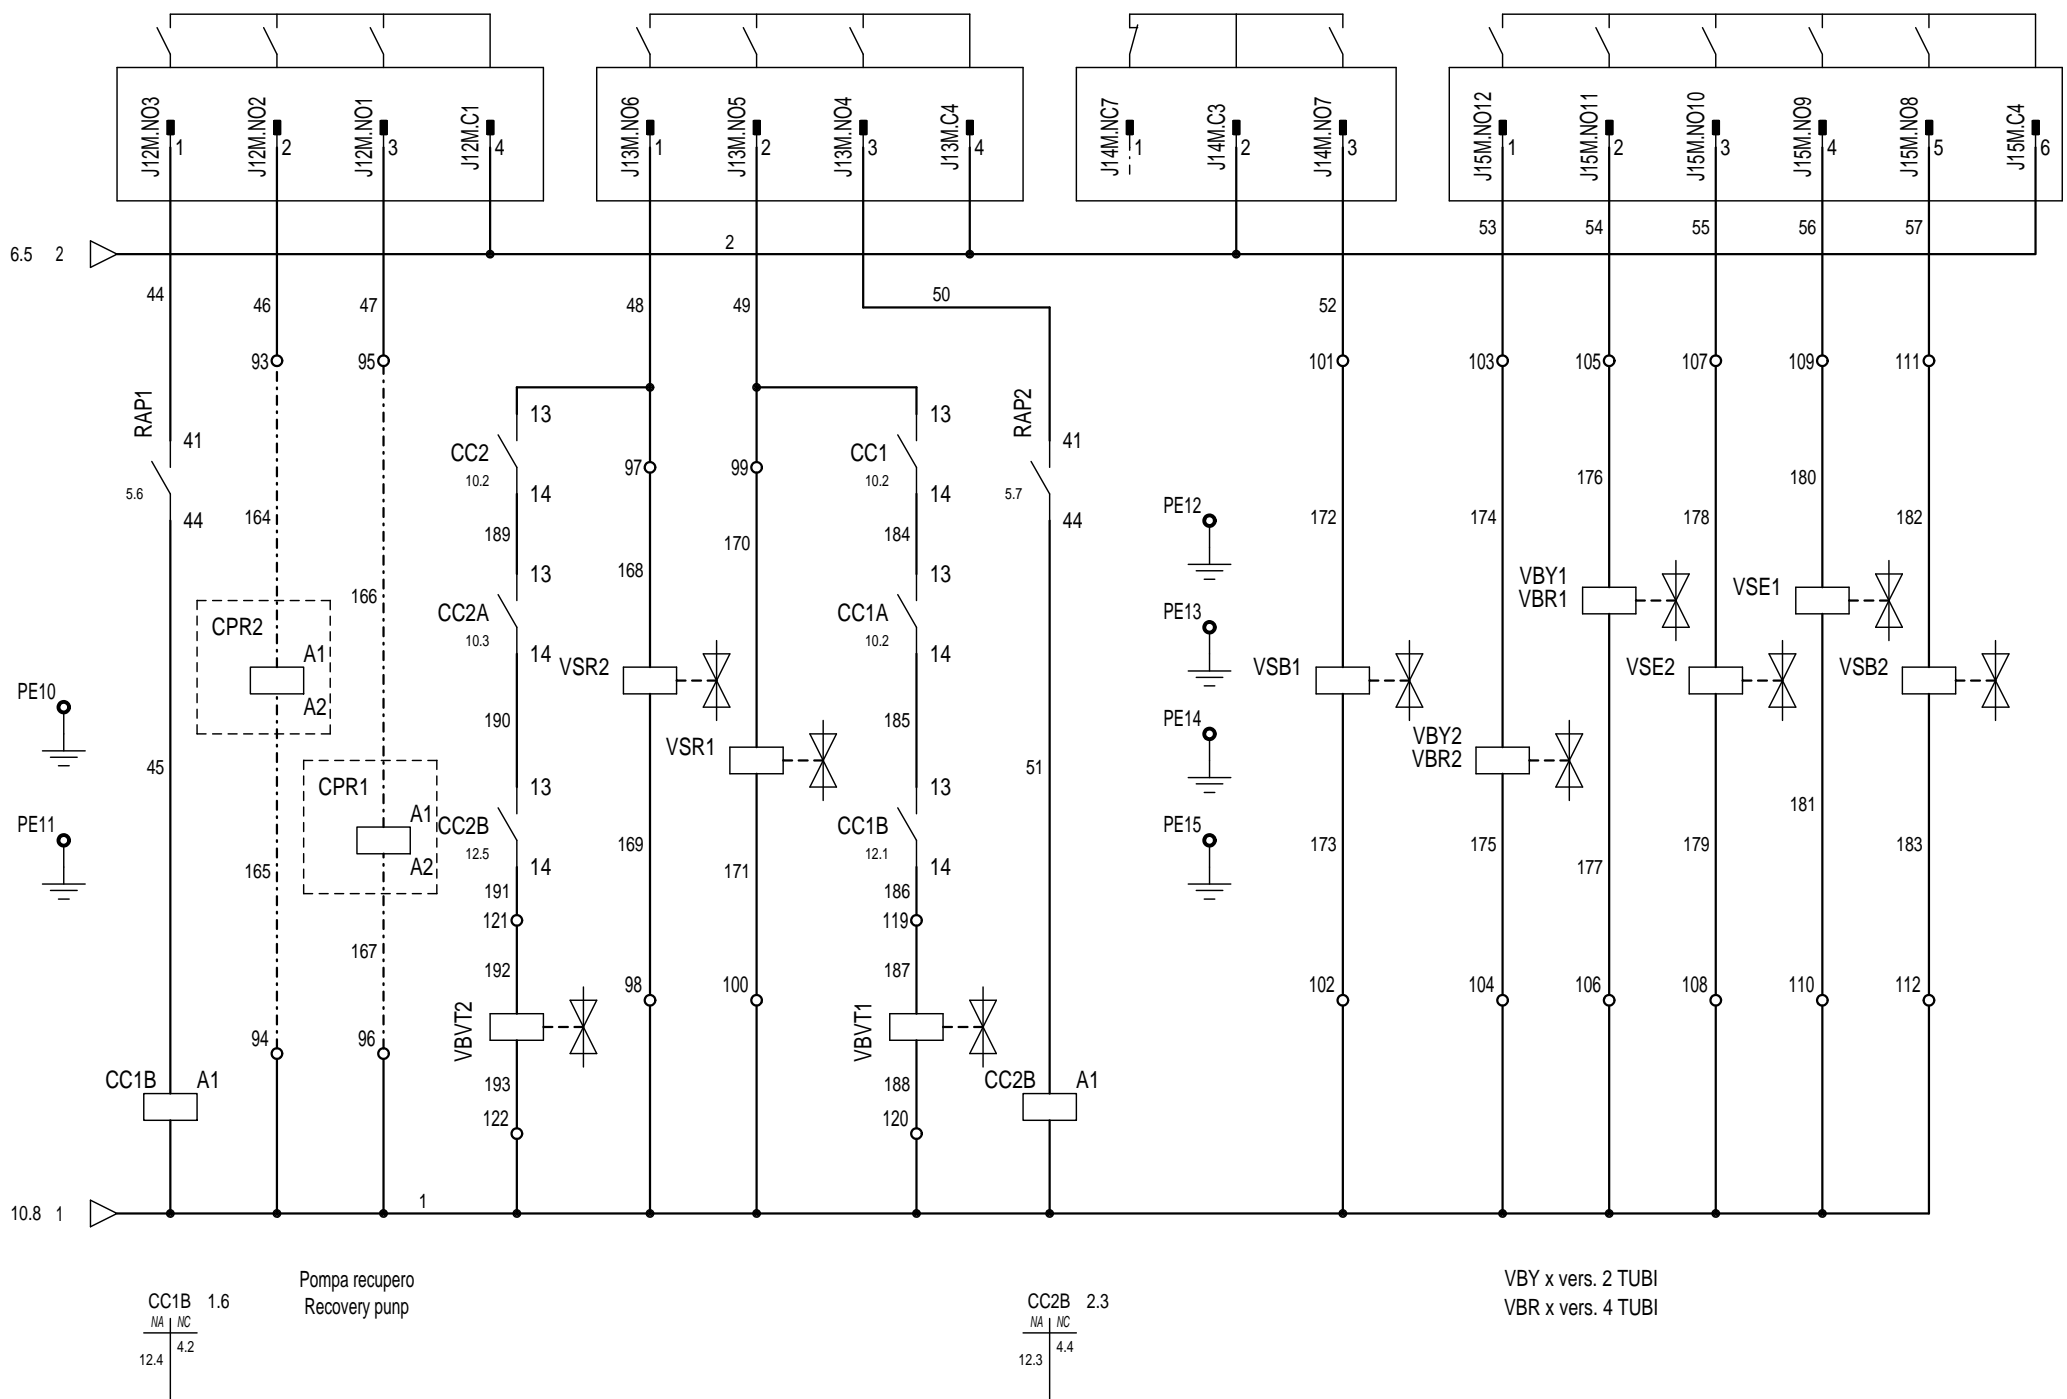 J12M.NO3 1 J12M.NO2 2 J12M.NO1 3 J12M.C1 4 J13M.NO6 1 J13M.NO5 2 J13M.NO4 3 J13M.C4 4 J14M.NC7 1 J14M.C3 2 J14M.NO7 3 J15M.NO12 1 J15M.NO11 2 J15M.NO10 3 J15M.NO9 4 J15M.NO8 5 J15M.C4 6
53 54 55 56 57
6.5 2 2
44 46 47 48 49 50 52
93 95 101 103 105 107 109 111
RAP1 41 13 13 RAP2 41
CC2 97 99 CC1
5.6 10.2 10.2 5.7
176 180
44 14 14 44
164 PE12 172 174 178 182
189 170 184
168
13 13
166 VBY1 VSE1
VBR1
CC2A CC1A PE13
10.3 10.2
CPR2
A1 14 14
VSR2 VSB1 VSE2 VSB2
PE10 A2
190 185 PE14
VSR1 VBY2
VBR2
45 51
CPR1 13 13
181
A1
PE11 CC2B CC1B PE15
12.5 12.1
169 173 175 179 183
A2 14 14
165 171 177
191 186
121 119
167
192 187
98 100 102 104 106 108 110 112
VBVT2 VBVT1
94 96
CC1B A1 193 188 CC2B A1
122 120
10.8 1 1
Pompa recupero
Recovery punp
VBY x vers. 2 TUBI
VBR x vers. 4 TUBI
CC1B 1.6
NA NC
12.4 4.2
CC2B 2.3
NA NC
12.3 4.4